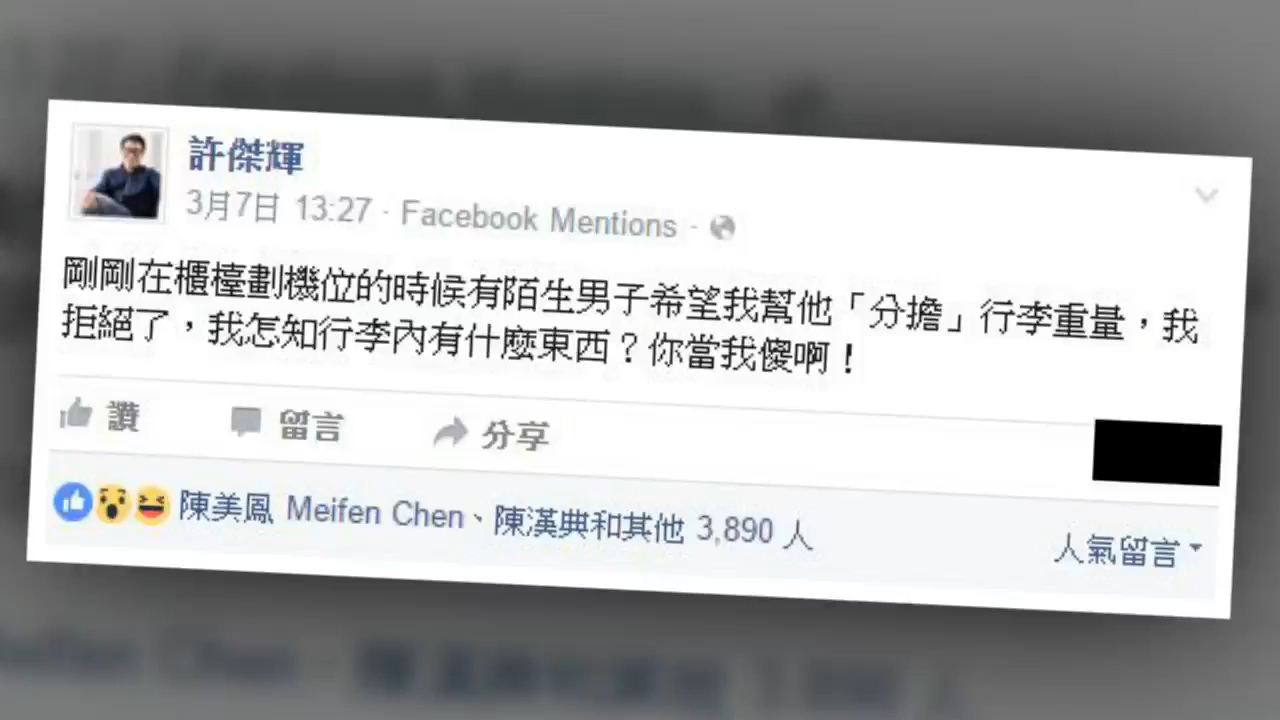 許傑輝
3月7日 13:27 · Facebook Mentions ·
剛剛在櫃檯劃機位的時候有陌生男子希望我幫他「分擔」行李重量，我
拒絕了，我怎知行李內有什麼東西？你當我傻啊！
讚 留言 分享
陳美鳳 Meifen Chen、陳漢典和其他 3,890 人
人氣留言